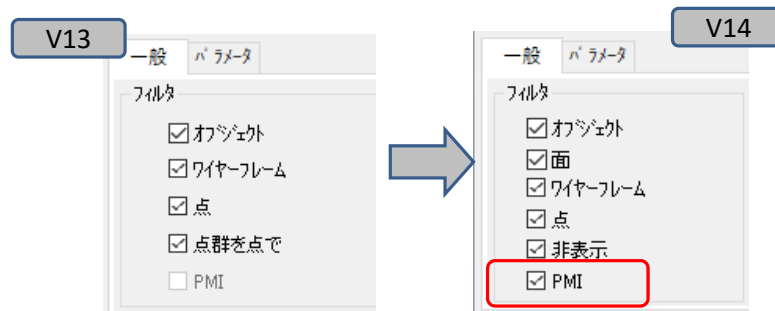 V13
一般 パラメータ
フィルタ
オブジェクト
ワイヤーフレーム
点
点群を点で
PMI
V14
一般 パラメータ
フィルタ
オブジェクト
面
ワイヤーフレーム
点
非表示
PMI